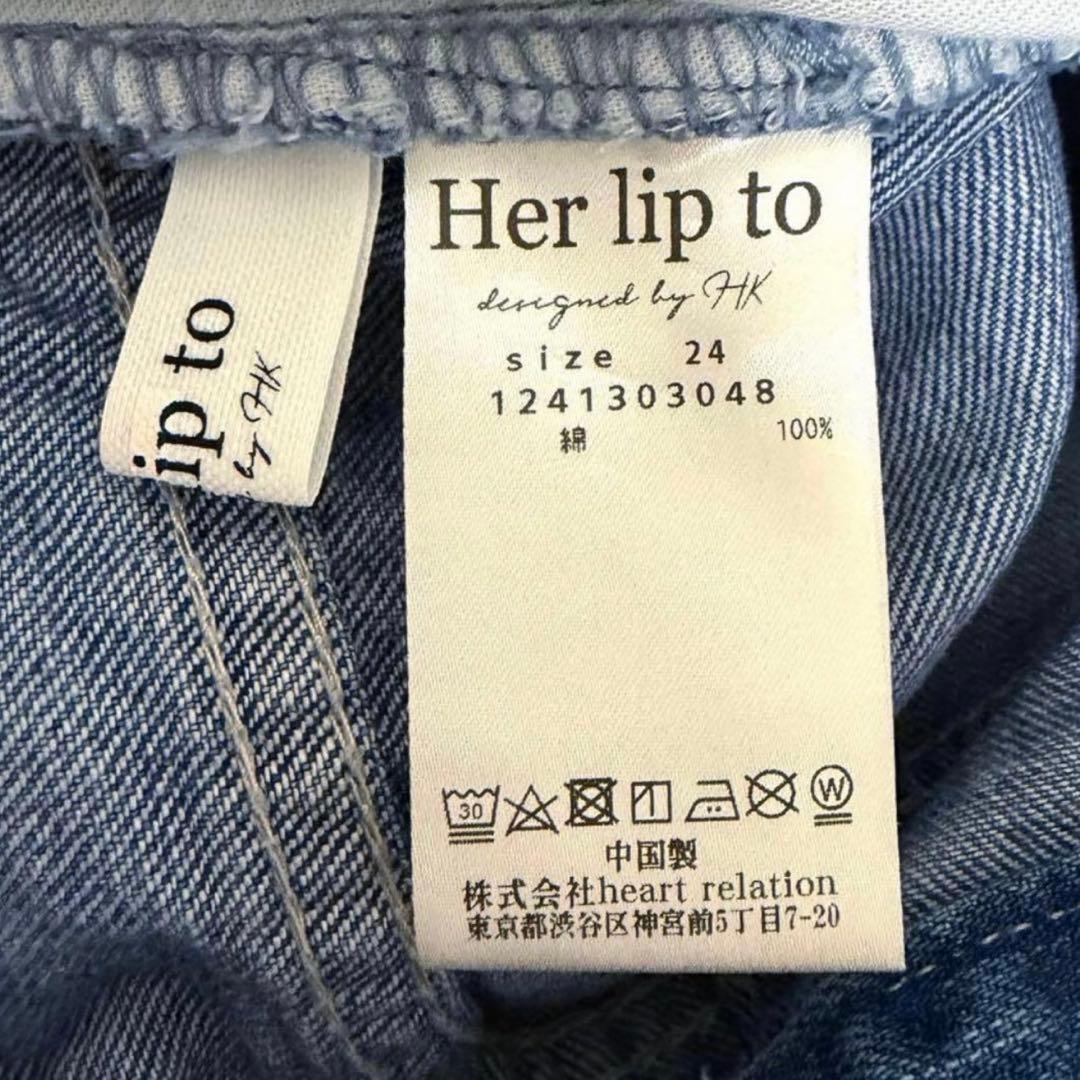 ip to
by HK
Her lip to
designed by HK
size 24
1241303048
綿 100%
30
W
中国製
株式会社heart relation
東京都渋谷区神宮前5丁目7-20